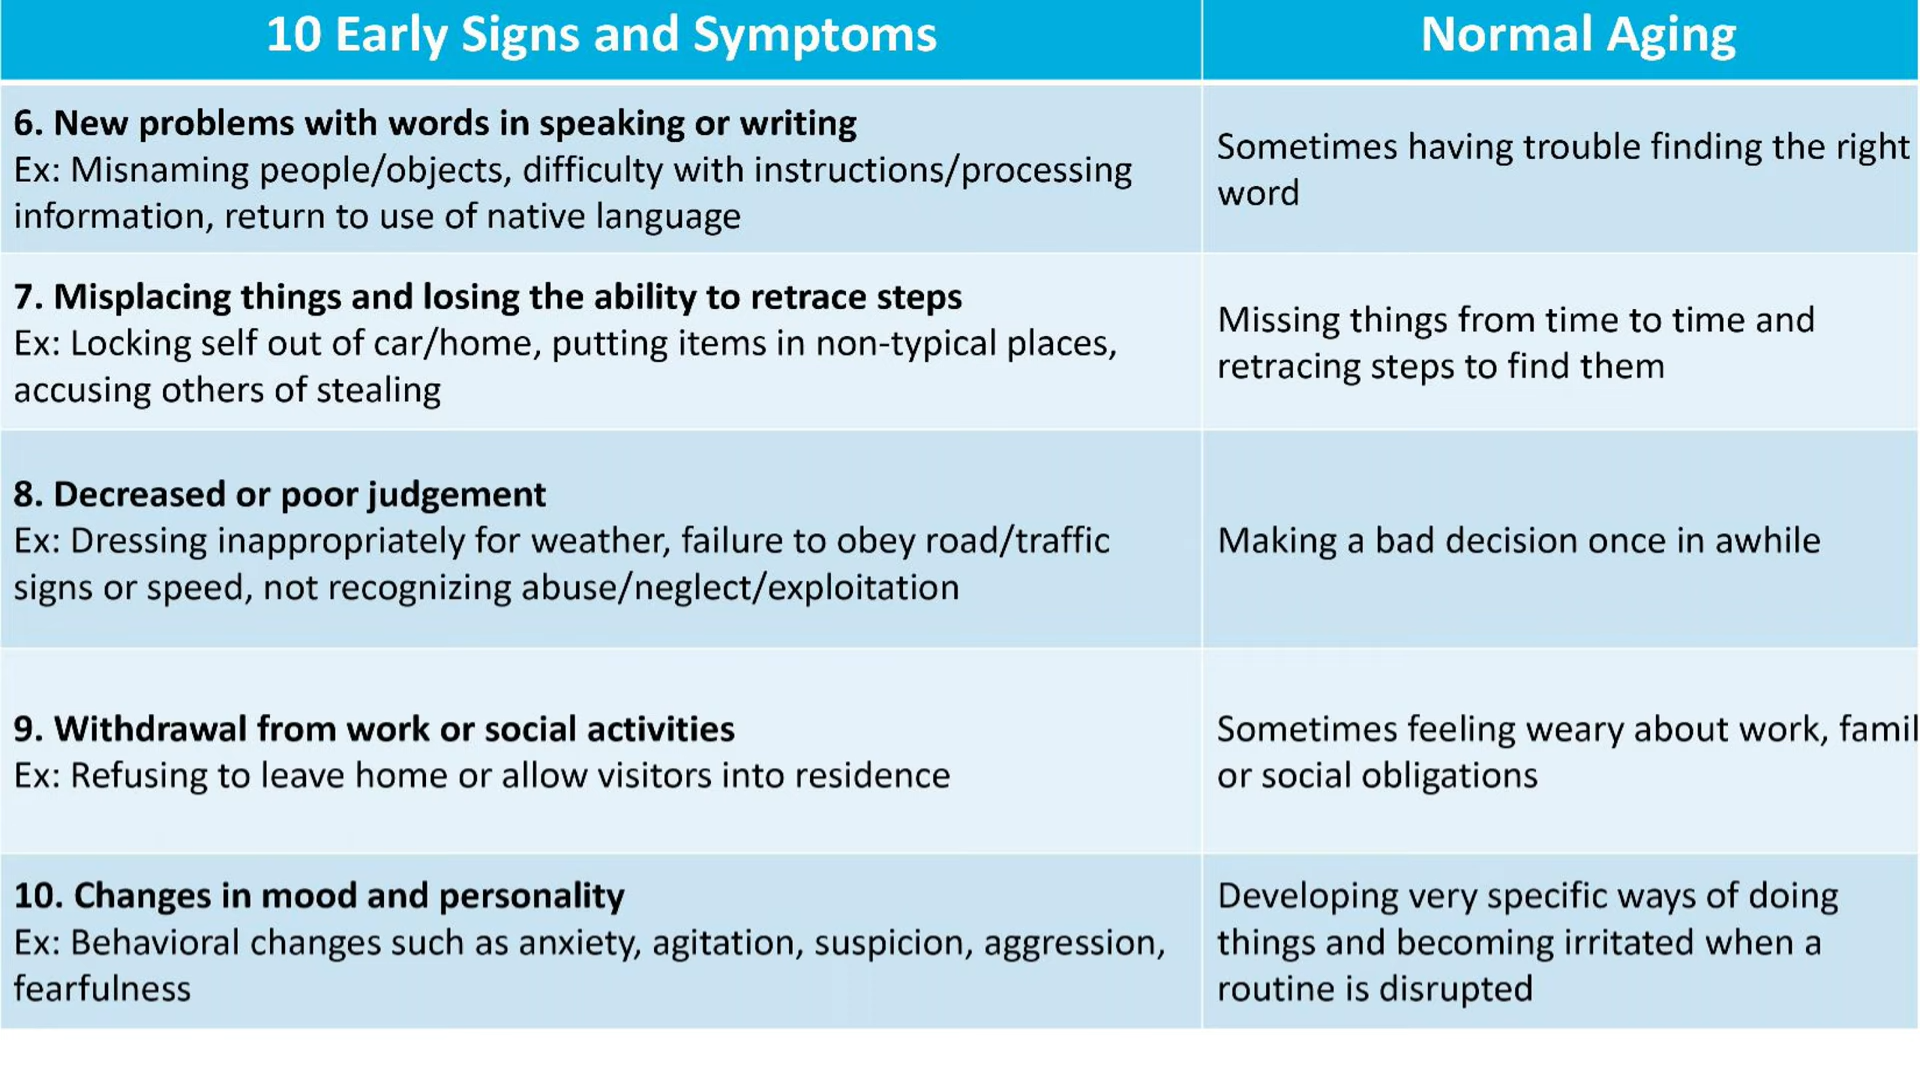 10 Early Signs and Symptoms
Normal Aging
6. New problems with words in speaking or writing
Ex: Misnaming people/objects, difficulty with instructions/processing
information, return to use of native language
Sometimes having trouble finding the right
word
7. Misplacing things and losing the ability to retrace steps
Ex: Locking self out of car/home, putting items in non-typical places,
accusing others of stealing
Missing things from time to time and
retracing steps to find them
8. Decreased or poor judgement
Ex: Dressing inappropriately for weather, failure to obey road/traffic
signs or speed, not recognizing abuse/neglect/exploitation
Making a bad decision once in awhile
9. Withdrawal from work or social activities
Ex: Refusing to leave home or allow visitors into residence
Sometimes feeling weary about work, famil
or social obligations
10. Changes in mood and personality
Ex: Behavioral changes such as anxiety, agitation, suspicion, aggression,
fearfulness
Developing very specific ways of doing
things and becoming irritated when a
routine is disrupted